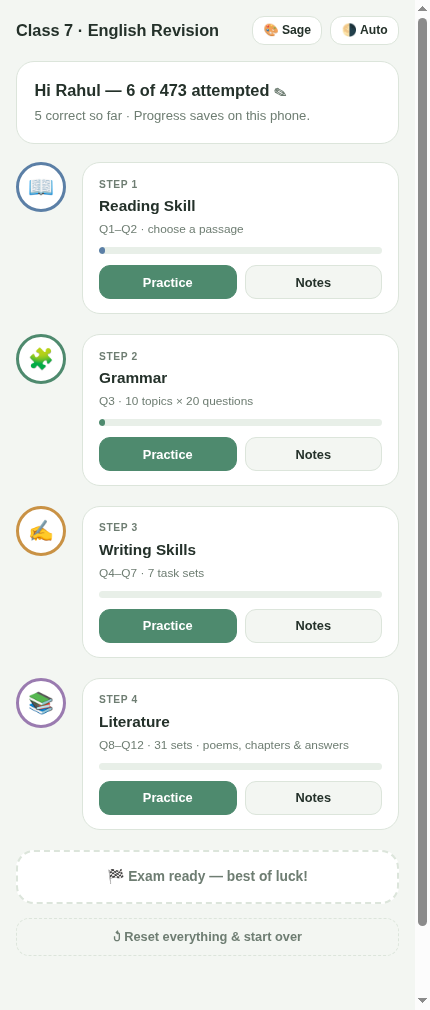 Class 7 · English Revision
🎨 Sage
🌗 Auto
Hi Rahul — 6 of 473 attempted ✎
5 correct so far · Progress saves on this phone.
STEP 1
Reading Skill
Q1–Q2 · choose a passage
Practice
Notes
STEP 2
Grammar
Q3 · 10 topics × 20 questions
Practice
Notes
STEP 3
Writing Skills
Q4–Q7 · 7 task sets
Practice
Notes
STEP 4
Literature
Q8–Q12 · 31 sets · poems, chapters & answers
Practice
Notes
🏁 Exam ready — best of luck!
↺ Reset everything & start over